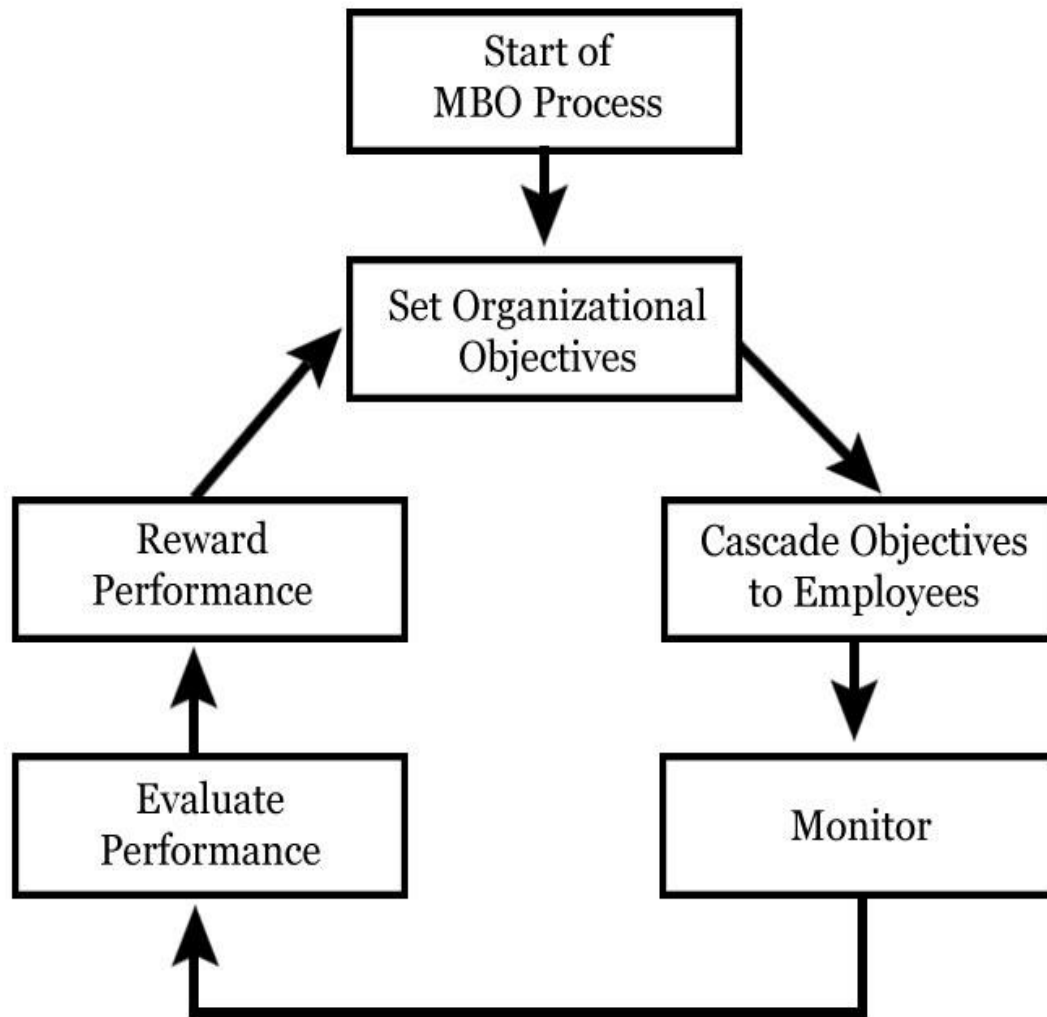 Start of
MBO Process
Set Organizational
Objectives
Reward
Performance
Cascade Objectives
to Employees
Evaluate
Performance
Monitor